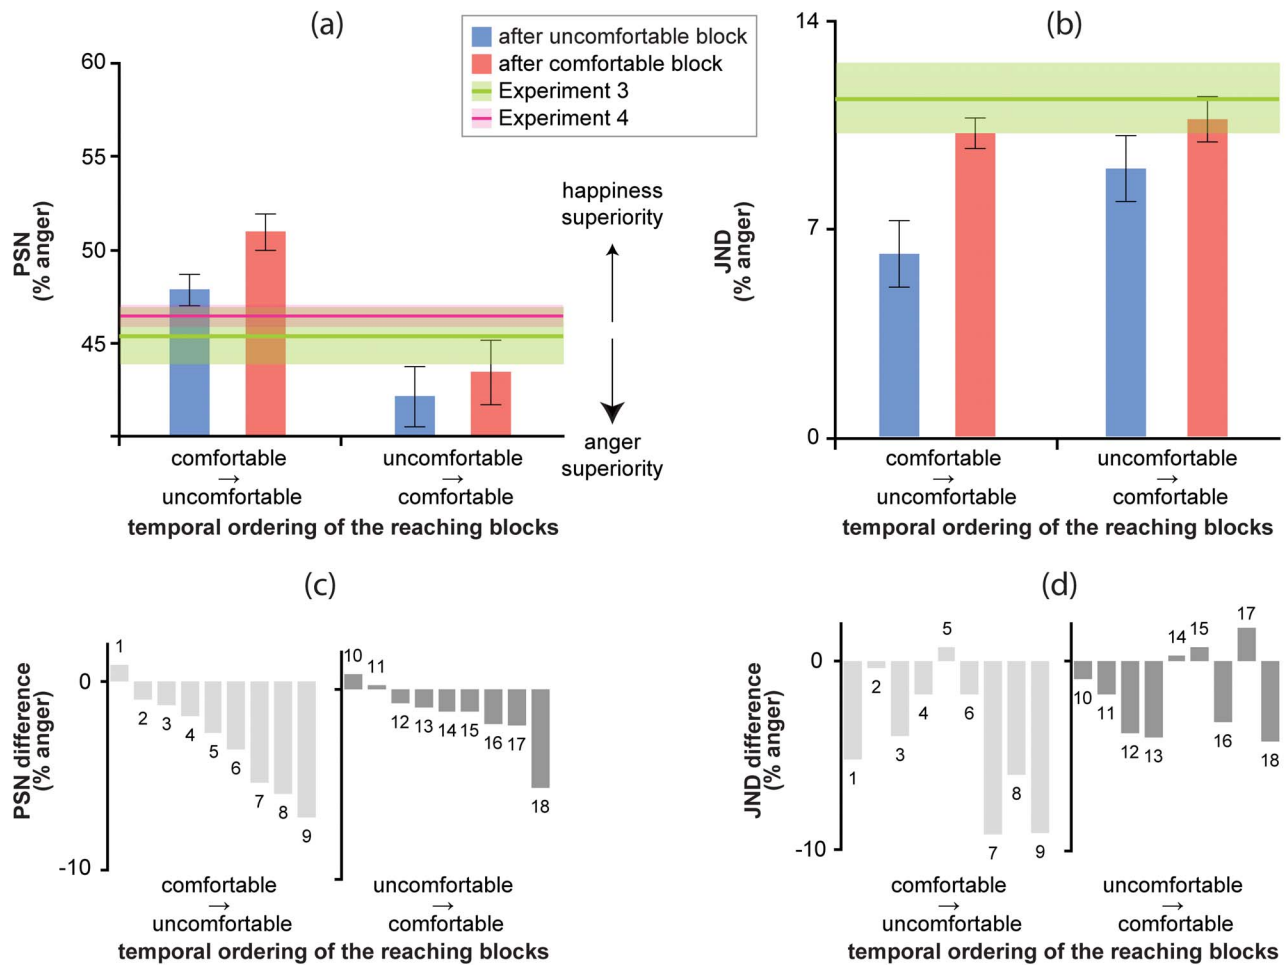 (a)
after uncomfortable block
after comfortable block
Experiment 3
Experiment 4
60
55
50
45
PSN
(% anger)
happiness
superiority
anger
superiority
comfortable
→
uncomfortable
uncomfortable
→
comfortable
temporal ordering of the reaching blocks
(b)
14
7
0
JND
(% anger)
comfortable
→
uncomfortable
uncomfortable
→
comfortable
temporal ordering of the reaching blocks
(c)
0
-10
PSN difference
(% anger)
1
2
3
4
5
6
7
8
9
10
11
12
13
14
15
16
17
18
comfortable
→
uncomfortable
uncomfortable
→
comfortable
temporal ordering of the reaching blocks
(d)
0
-10
JND difference
(% anger)
1
2
3
4
5
6
7
8
9
10
11
12
13
14
15
16
17
18
comfortable
→
uncomfortable
uncomfortable
→
comfortable
temporal ordering of the reaching blocks